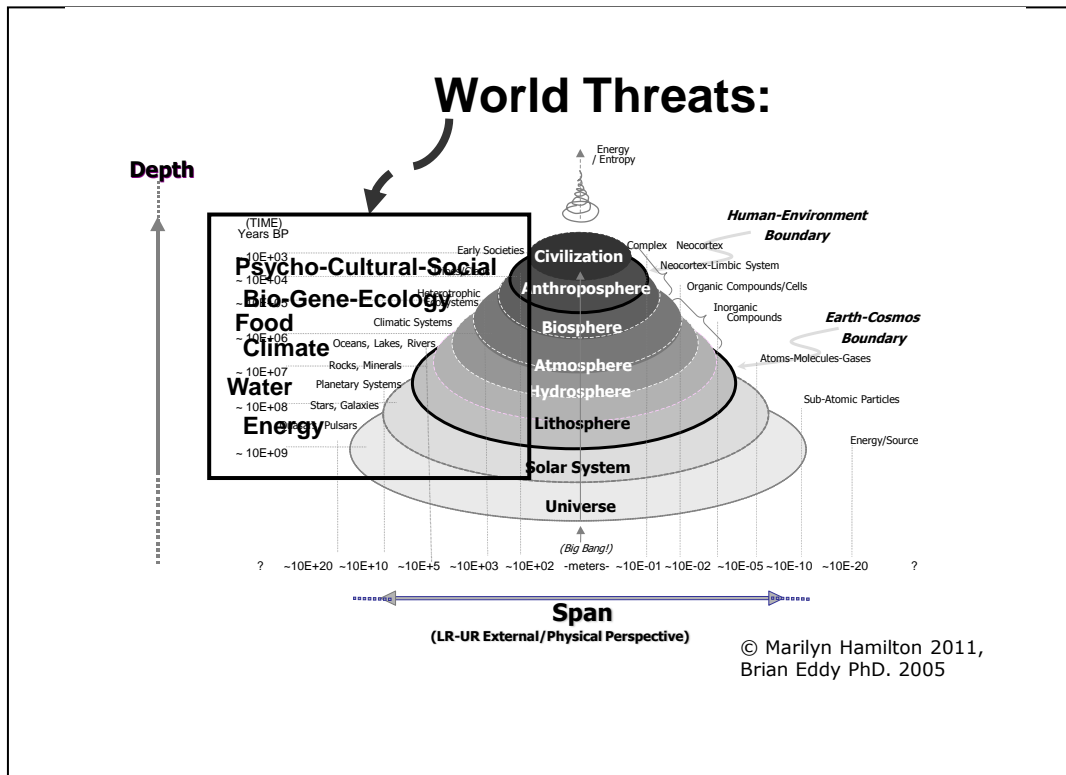 World Threats:
Energy
/ Entropy
Depth
Human-Environment
Boundary
(TIME)
Years BP
Early Societies
Civilization
Complex Neocortex
~ 10E+03
Psycho-Cultural-Social
Neocortex-Limbic System
~ 10E+04
Anthroposphere
Organic Compounds/Cells
Heterotrophic
Ecosystems
Bio-Gene-Ecology
Inorganic
Compounds
Food
Climatic Systems
Biosphere
Earth-Cosmos
Boundary
~ 10E+06
Climate
Oceans, Lakes, Rivers
Atmosphere
Atoms-Molecules-Gases
Rocks, Minerals
~ 10E+07
Water
Planetary Systems
Hydrosphere
~ 10E+08
Stars, Galaxies
Sub-Atomic Particles
Energy
Pulsars
Lithosphere
Energy/Source
~ 10E+09
Solar System
Universe
(Big Bang!)
? ~10E+20 ~10E+10 ~10E+5 ~10E+03 ~10E+02 -meters- ~10E-01 ~10E-02 ~10E-05 ~10E-10 ~10E-20 ?
Span
(LR-UR External/Physical Perspective)
© Marilyn Hamilton 2011,
Brian Eddy PhD. 2005